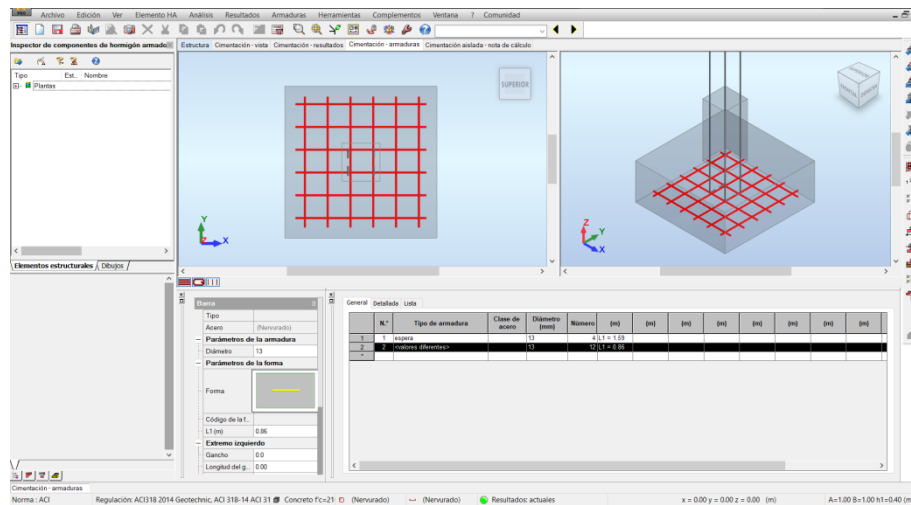 PRO Archivo Edición Ver Elemento HA Análisis Resultados Armaduras Herramientas Complementos Ventana ? Comunidad
Inspector de componentes de hormigón armado
Estructura Cimentación - vista Cimentación - resultados Cimentación - armaduras Cimentación aislada - nota de cálculo
Tipo Est... Nombre
Plantas
SUPERIOR
Y
X
Z
Y
X
Elementos estructurales Dibujos
Barra
Tipo
Acero (Nervurado)
Parámetros de la armadura
Diámetro 13
Parámetros de la forma
Forma
Código de la f...
L1 (m) 0.86
Extremo izquierdo
Gancho 0.0
Longitud del g... 0.00
General Detallado Lista
N.° Tipo de armadura Clase de acero Diámetro (mm) Número (m) (m) (m) (m) (m) (m) (m) (m)
1 1 espera 13 4 L1 = 1.59
2 2 <valores diferentes> 13 12 L1 = 0.86
*
Cimentación - armaduras
Norma : ACI Regulación: ACI318 2014 Geotechnic, ACI 318-14 ACI 31 Concreto f'c=21 (Nervurado) (Nervurado) Resultados: actuales x = 0.00 y = 0.00 z = 0.00 (m) A=1.00 B=1.00 h1=0.40 (m